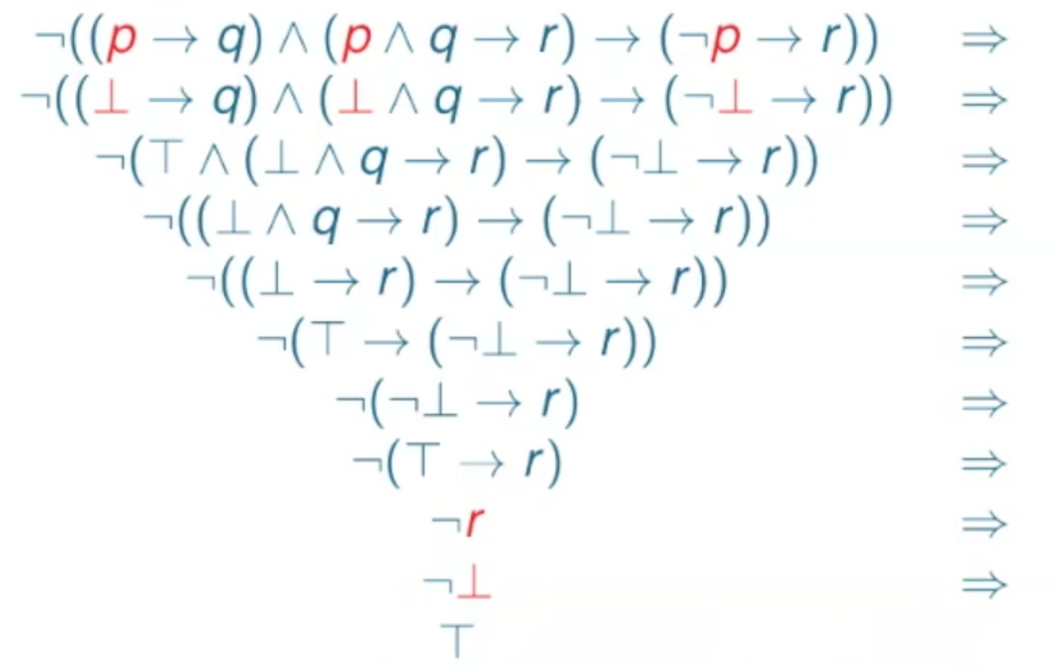 ¬((p → q) ∧ (p ∧ q → r) → (¬p → r)) ⇒
¬((⊥ → q) ∧ (⊥ ∧ q → r) → (¬⊥ → r)) ⇒
¬(⊤ ∧ (⊥ ∧ q → r) → (¬⊥ → r)) ⇒
¬((⊥ ∧ q → r) → (¬⊥ → r)) ⇒
¬((⊥ → r) → (¬⊥ → r)) ⇒
¬(⊤ → (¬⊥ → r)) ⇒
¬(¬⊥ → r) ⇒
¬(⊤ → r) ⇒
¬r ⇒
¬⊥ ⇒
⊤